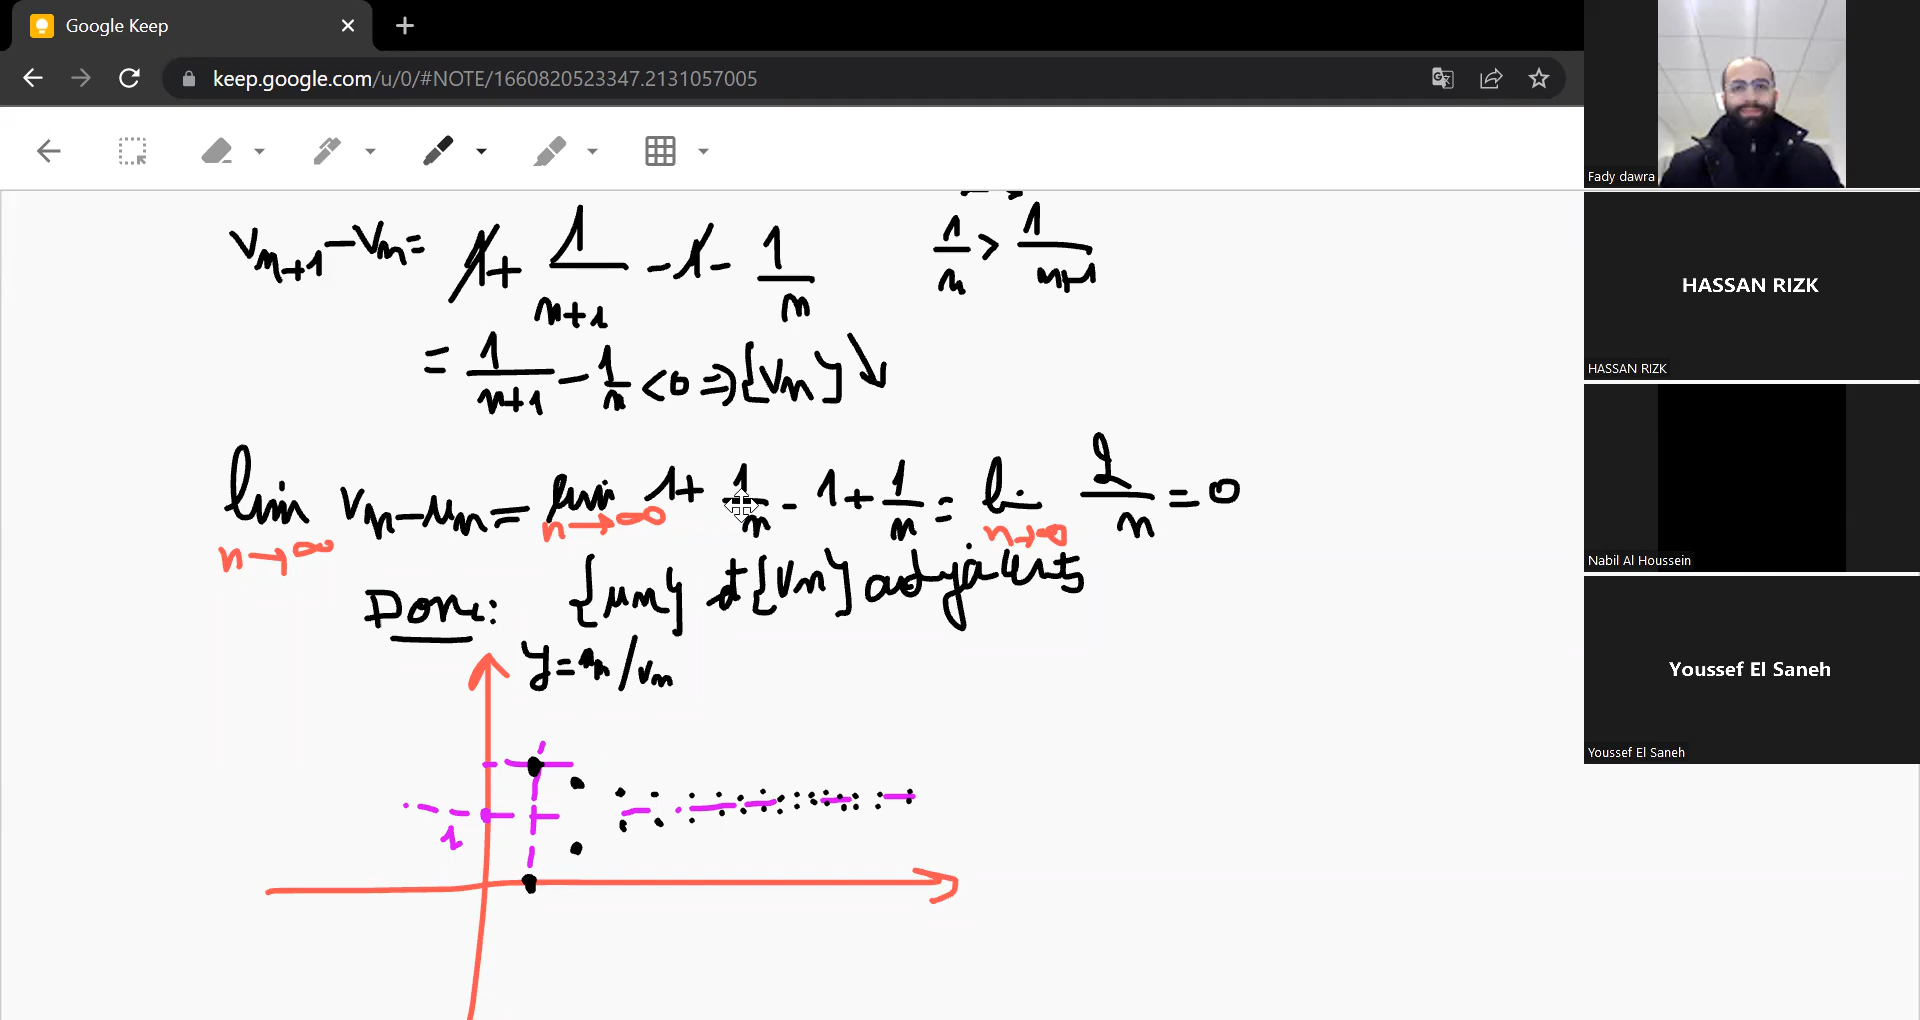 Google Keep
keep.google.com/u/0/#NOTE/1660820523347.2131057005
Vn+1 - Vn = 1 + 1/(n+1) - 1 - 1/n
1/n > 1/(n+1)
= 1/(n+1) - 1/n < 0 ⇒ {Vn} ↘
lim n→∞ Vn - un = lim n→∞ 1 + 1/n - 1 + 1/n = lim n→∞ 2/n = 0
Donc: {un} et {Vn} adjacents
y = un / vn
1
Fady dawra
HASSAN RIZK
HASSAN RIZK
Nabil Al Houssein
Youssef El Saneh
Youssef El Saneh